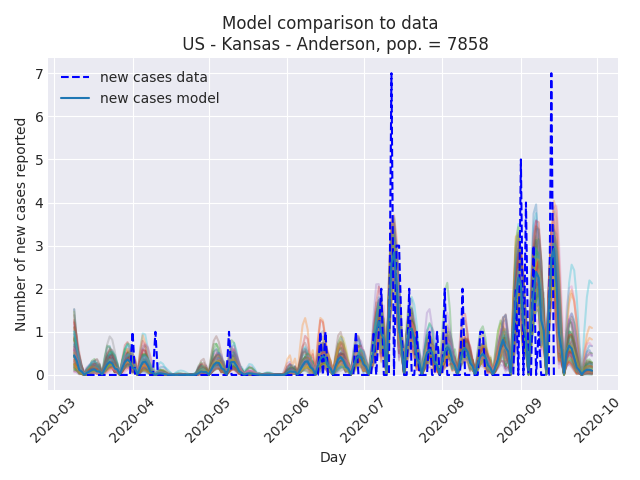 Model comparison to data
US - Kansas - Anderson, pop. = 7858
new cases data
new cases model
Number of new cases reported
7
6
5
4
3
2
1
0
2020-03
2020-04
2020-05
2020-06
2020-07
2020-08
2020-09
2020-10
Day